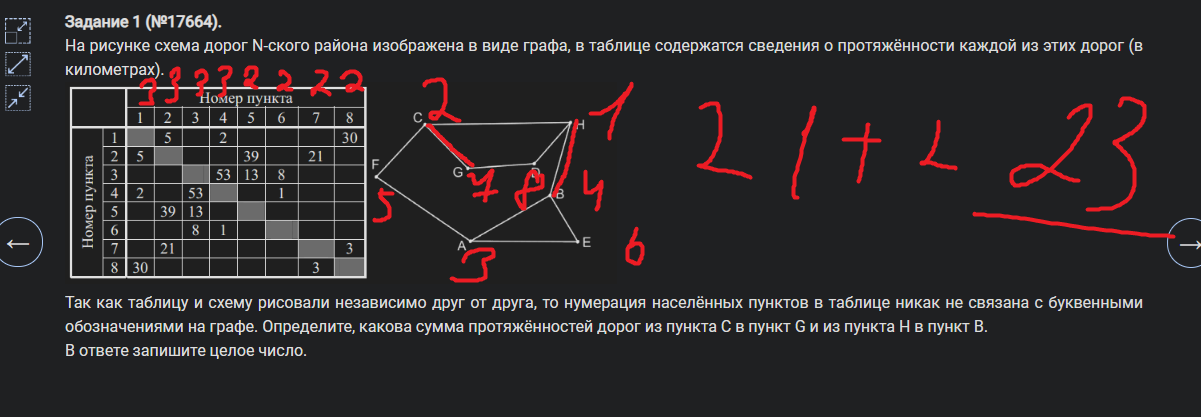 Задание 1 (№17664).
На рисунке схема дорог N-ского района изображена в виде графа, в таблице содержатся сведения о протяжённости каждой из этих дорог (в
километрах).
3 3 3 3 2 2 2 2
Номер пункта
1 2 3 4 5 6 7 8
Номер пункта
1 5 2 30
2 5 39 21
3 53 13 8
4 2 53 1
5 39 13
6 8 1
7 21 3
8 30 3
2 1
C H
F G D
7 8 B 4
5
A E
3 6
21+2 23
Так как таблицу и схему рисовали независимо друг от друга, то нумерация населённых пунктов в таблице никак не связана с буквенными
обозначениями на графе. Определите, какова сумма протяжённостей дорог из пункта C в пункт G и из пункта H в пункт B.
В ответе запишите целое число.